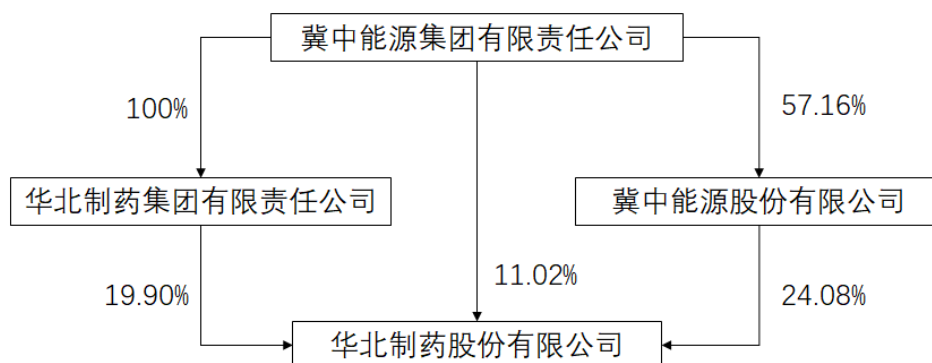 冀中能源集团有限责任公司
100%
57.16%
华北制药集团有限责任公司
冀中能源股份有限公司
19.90%
11.02%
24.08%
华北制药股份有限公司